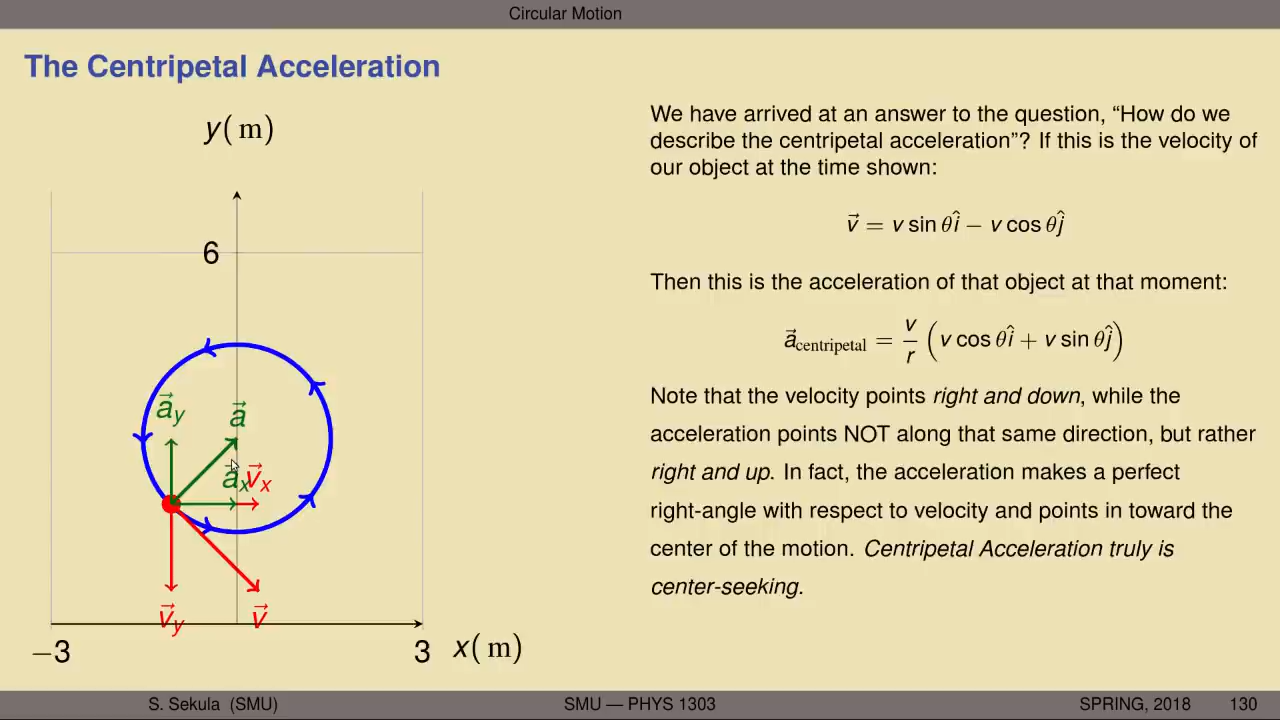 Circular Motion
The Centripetal Acceleration
y( m)
6
a⃗y
a⃗
a⃗x
v⃗x
v⃗y
v⃗
−3
3
x( m)
We have arrived at an answer to the question, “How do we
describe the centripetal acceleration”? If this is the velocity of
our object at the time shown:
v⃗ = v sin θî − v cos θĵ
Then this is the acceleration of that object at that moment:
a⃗centripetal = v/r (v cos θî + v sin θĵ)
Note that the velocity points right and down, while the
acceleration points NOT along that same direction, but rather
right and up. In fact, the acceleration makes a perfect
right-angle with respect to velocity and points in toward the
center of the motion. Centripetal Acceleration truly is
center-seeking.
S. Sekula (SMU)
SMU — PHYS 1303
SPRING, 2018 130